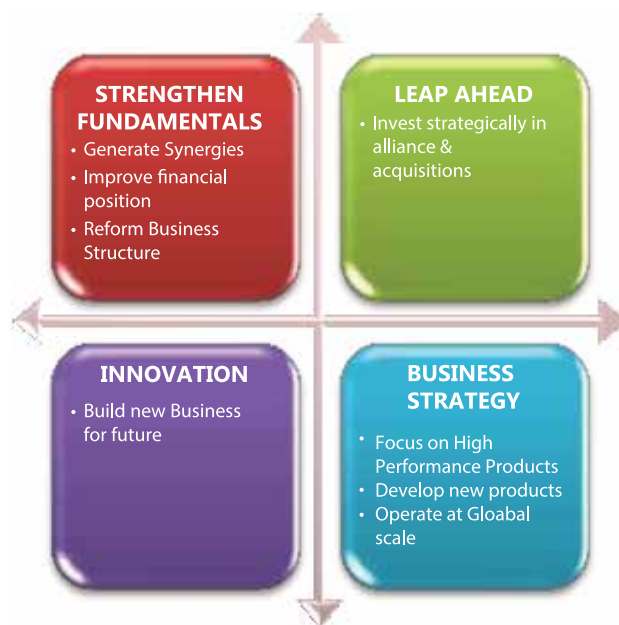 STRENGTHEN
FUNDAMENTALS
• Generate Synergies
• Improve financial
position
• Reform Business
Structure
LEAP AHEAD
• Invest strategically in
alliance &
acquisitions
INNOVATION
• Build new Business
for future
BUSINESS
STRATEGY
• Focus on High
Performance Products
• Develop new products
• Operate at Gloabal
scale